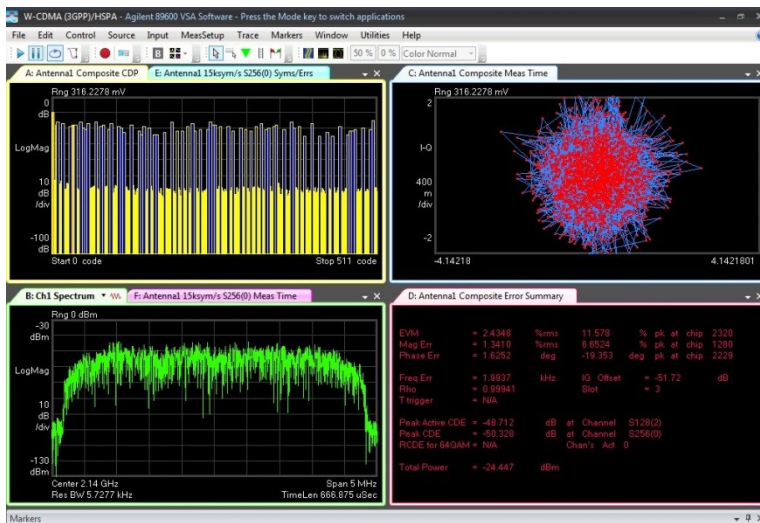 W-CDMA (3GPP)/HSPA - Agilent 89600 VSA Software - Press the Mode key to switch applications
File Edit Control Source Input MeasSetup Trace Markers Window Utilities Help
50 % 0 % Color Normal
A: Antenna1 Composite CDP E: Antenna1 15ksym/s S256(0) Syms/Errs
Rng 316.2278 mV
0
dB
LogMag
10
dB
/div
-100
dB
Start 0 code Stop 511 code
C: Antenna1 Composite Meas Time
Rng 316.2278 mV
2
I-Q
400
m
/div
-2
-4.14218 4.1421801
B: Ch1 Spectrum F: Antenna1 15ksym/s S256(0) Meas Time
Rng 0 dBm
-30
dBm
LogMag
10
dB
/div
-130
dBm
Center 2.14 GHz Span 5 MHz
Res BW 5.7277 kHz TimeLen 666.875 uSec
D: Antenna1 Composite Error Summary
EVM = 2.4348 %rms 11.578 % pk at chip 2320
Mag Err = 1.3410 %rms 6.6524 % pk at chip 1280
Phase Err = 1.6252 deg -19.353 deg pk at chip 2229
Freq Err = 1.9937 kHz IQ Offset = -51.72 dB
Rho = 0.99941 Slot = 3
T trigger = N/A
Peak Active CDE = -48.712 dB at Channel S128(2)
Peak CDE = -50.328 dB at Channel S256(0)
RCDE for 64QAM = N/A Chan's Act 0
Total Power = -24.447 dBm
Markers